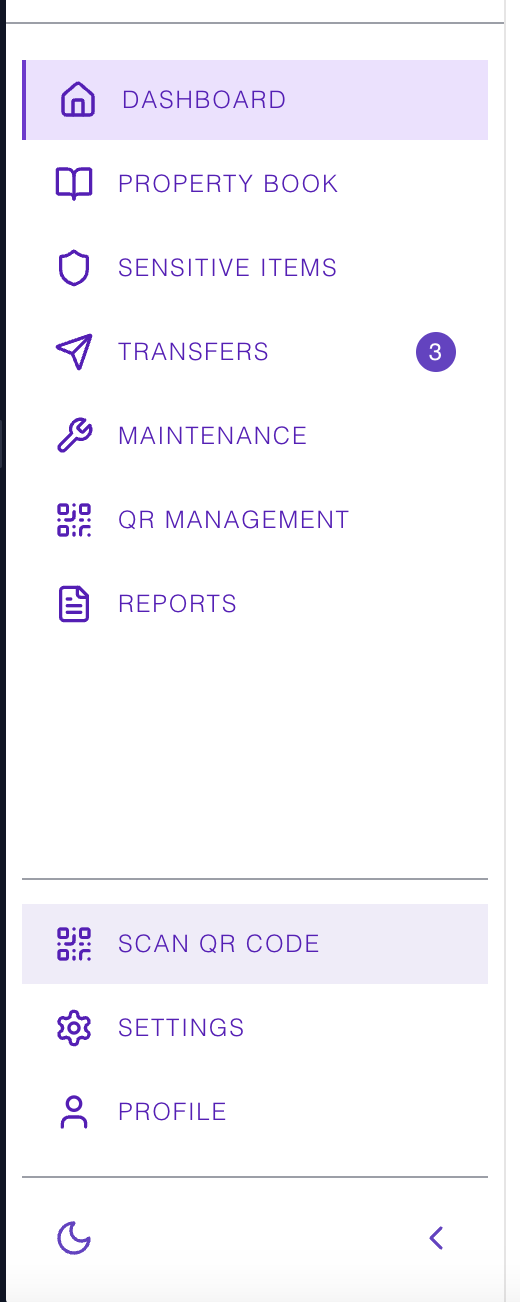 DASHBOARD
PROPERTY BOOK
SENSITIVE ITEMS
TRANSFERS 3
MAINTENANCE
QR MANAGEMENT
REPORTS
SCAN QR CODE
SETTINGS
PROFILE